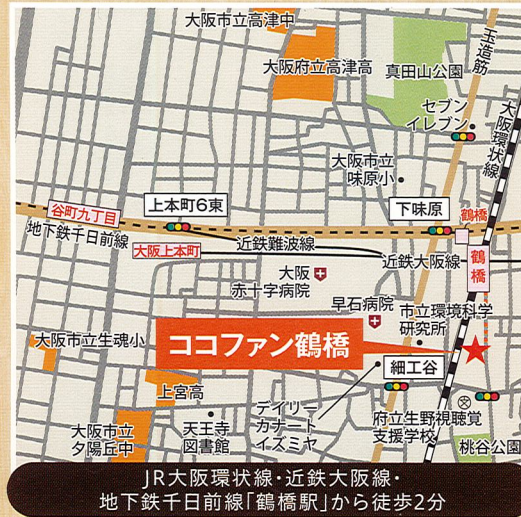 大阪市立高津中
大阪府立高津高
真田山公園
玉造筋
セブン
イレブン
大阪環状線
大阪市立
味原小
谷町九丁目
上本町6東
下味原
鶴橋
地下鉄千日前線
近鉄難波線
大阪上本町
近鉄大阪線
鶴橋
大阪
赤十字病院
早石病院
市立環境科学
研究所
大阪市立生魂小
ココファン鶴橋
細工谷
上宮高
デイリー
カナート
イズミヤ
大阪市立
夕陽丘中
天王寺
図書館
府立生野視聴覚
支援学校
桃谷公園
JR大阪環状線・近鉄大阪線・
地下鉄千日前線「鶴橋駅」から徒歩2分